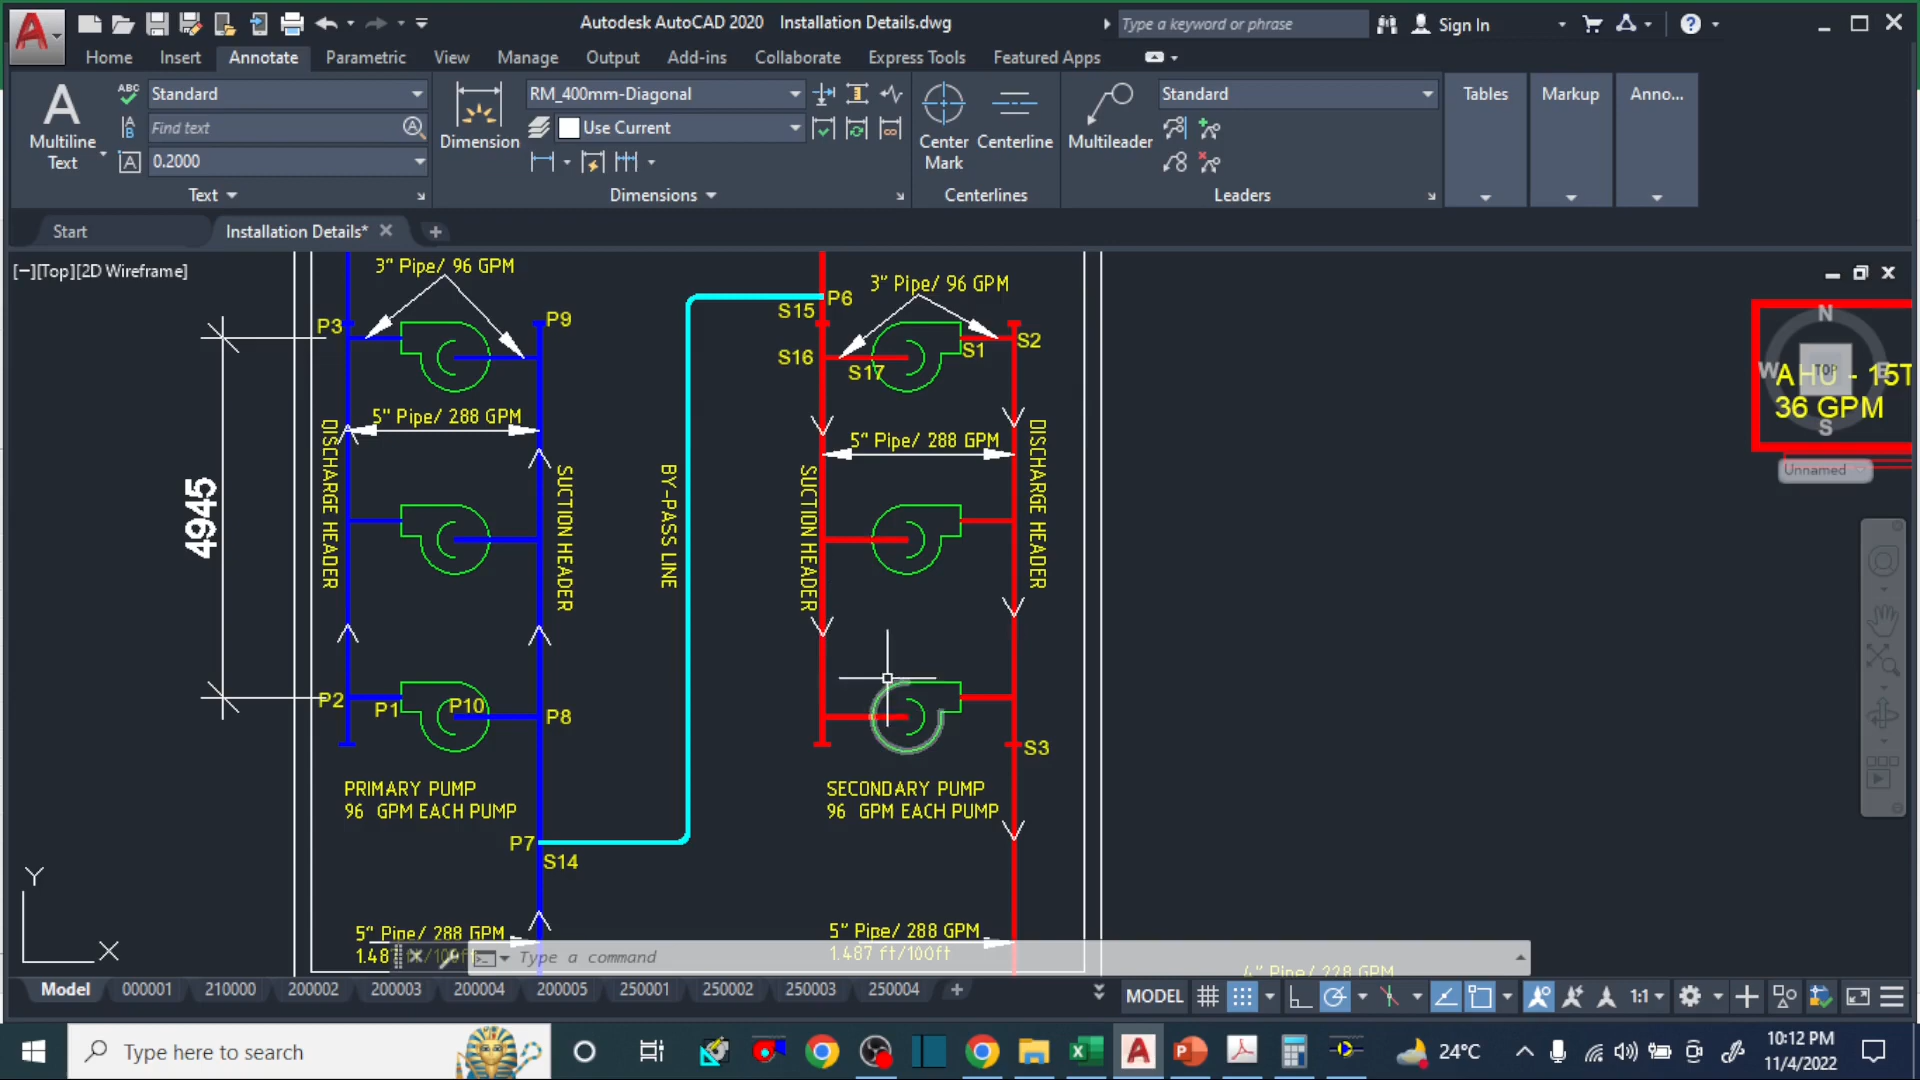 Autodesk AutoCAD 2020 Installation Details.dwg
Type a keyword or phrase
Sign In
Home Insert Annotate Parametric View Manage Output Add-ins Collaborate Express Tools Featured Apps
Multiline Text
Standard
Find text
0.2000
Text
Dimension
RM_400mm-Diagonal
Use Current
Dimensions
Center Mark
Centerline
Centerlines
Multileader
Standard
Leaders
Tables
Markup
Anno...
Start
Installation Details*
[−][Top][2D Wireframe]
3" Pipe/ 96 GPM
3" Pipe/ 96 GPM
P3
P9
S15
P6
S16
S17
S1
S2
5" Pipe/ 288 GPM
5" Pipe/ 288 GPM
4945
DISCHARGE HEADER
SUCTION HEADER
BY-PASS LINE
SUCTION HEADER
DISCHARGE HEADER
P2
P1
P10
P8
S3
PRIMARY PUMP
96 GPM EACH PUMP
SECONDARY PUMP
96 GPM EACH PUMP
P7
S14
5" Pipe/ 288 GPM
5" Pipe/ 288 GPM
1.487 ft/100ft
4" Pipe/ 228 GPM
N
W
TOP
E
S
AHU - 15T
36 GPM
Unnamed
Y
X
Type a command
Model 000001 210000 200002 200003 200004 200005 250001 250002 250003 250004
MODEL
1:1
Type here to search
24°C
10:12 PM
11/4/2022